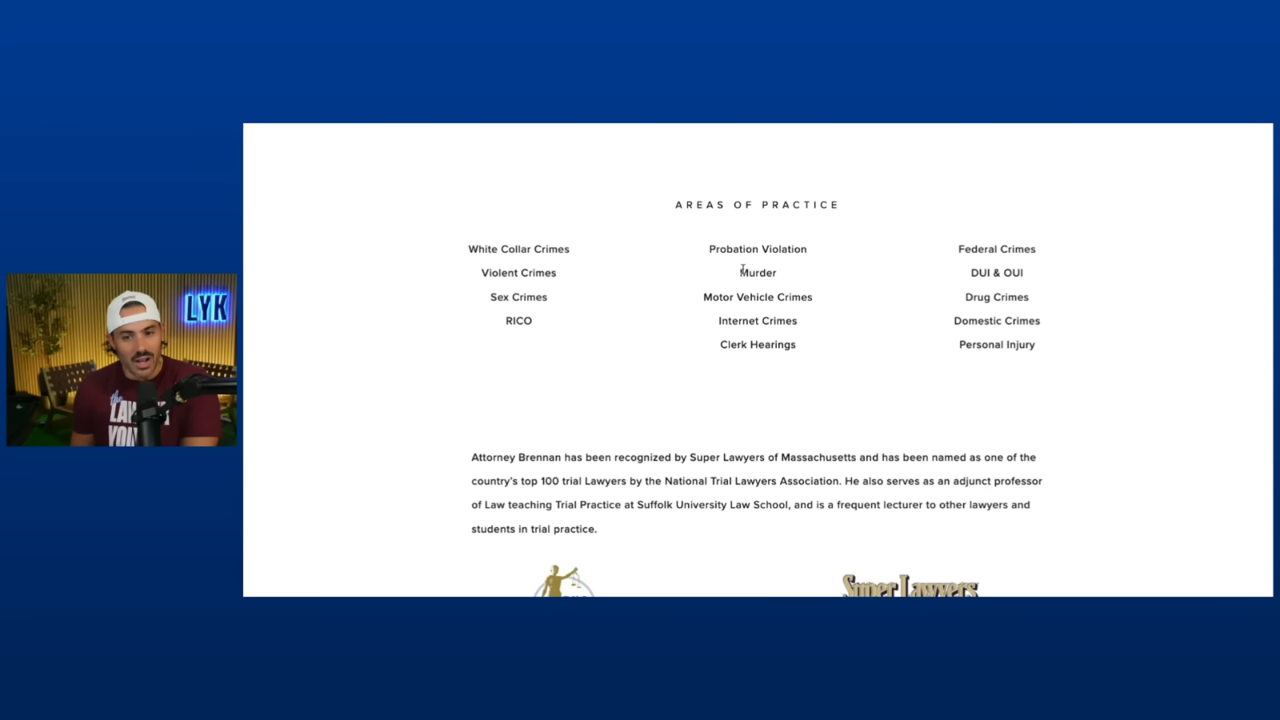 AREAS OF PRACTICE
White Collar Crimes
Probation Violation
Federal Crimes
Violent Crimes
Murder
DUI & OUI
Sex Crimes
Motor Vehicle Crimes
Drug Crimes
RICO
Internet Crimes
Domestic Crimes
Clerk Hearings
Personal Injury
LYK
the
Attorney Brennan has been recognized by Super Lawyers of Massachusetts and has been named as one of the
country's top 100 trial Lawyers by the National Trial Lawyers Association. He also serves as an adjunct professor
of Law teaching Trial Practice at Suffolk University Law School, and is a frequent lecturer to other lawyers and
students in trial practice.
Super Lawyers